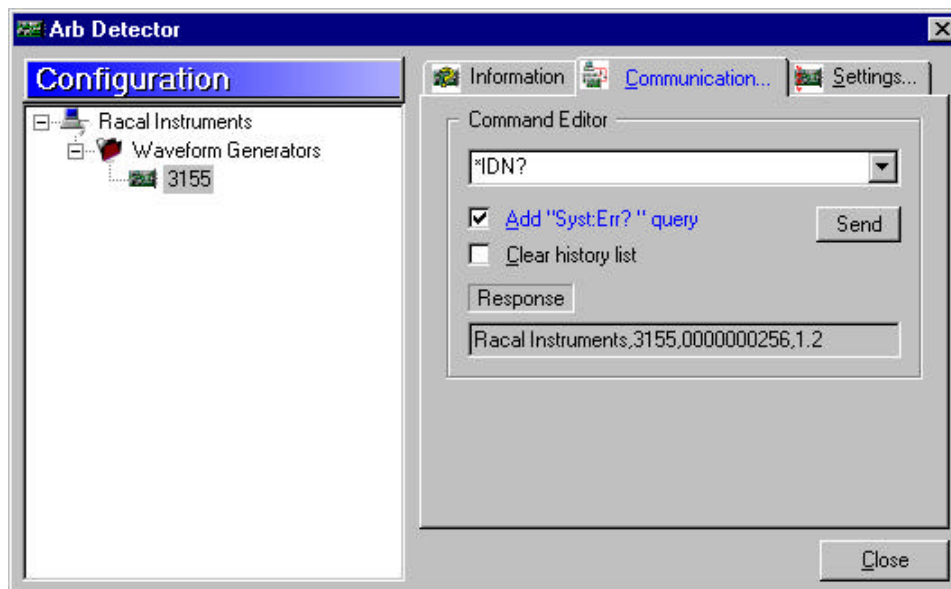 Arb Detector
Configuration
Racal Instruments
Waveform Generators
3155
Information
Communication...
Settings...
Command Editor
*IDN?
Add "Syst:Err? " query
Send
Clear history list
Response
Racal Instruments,3155,0000000256,1.2
Close